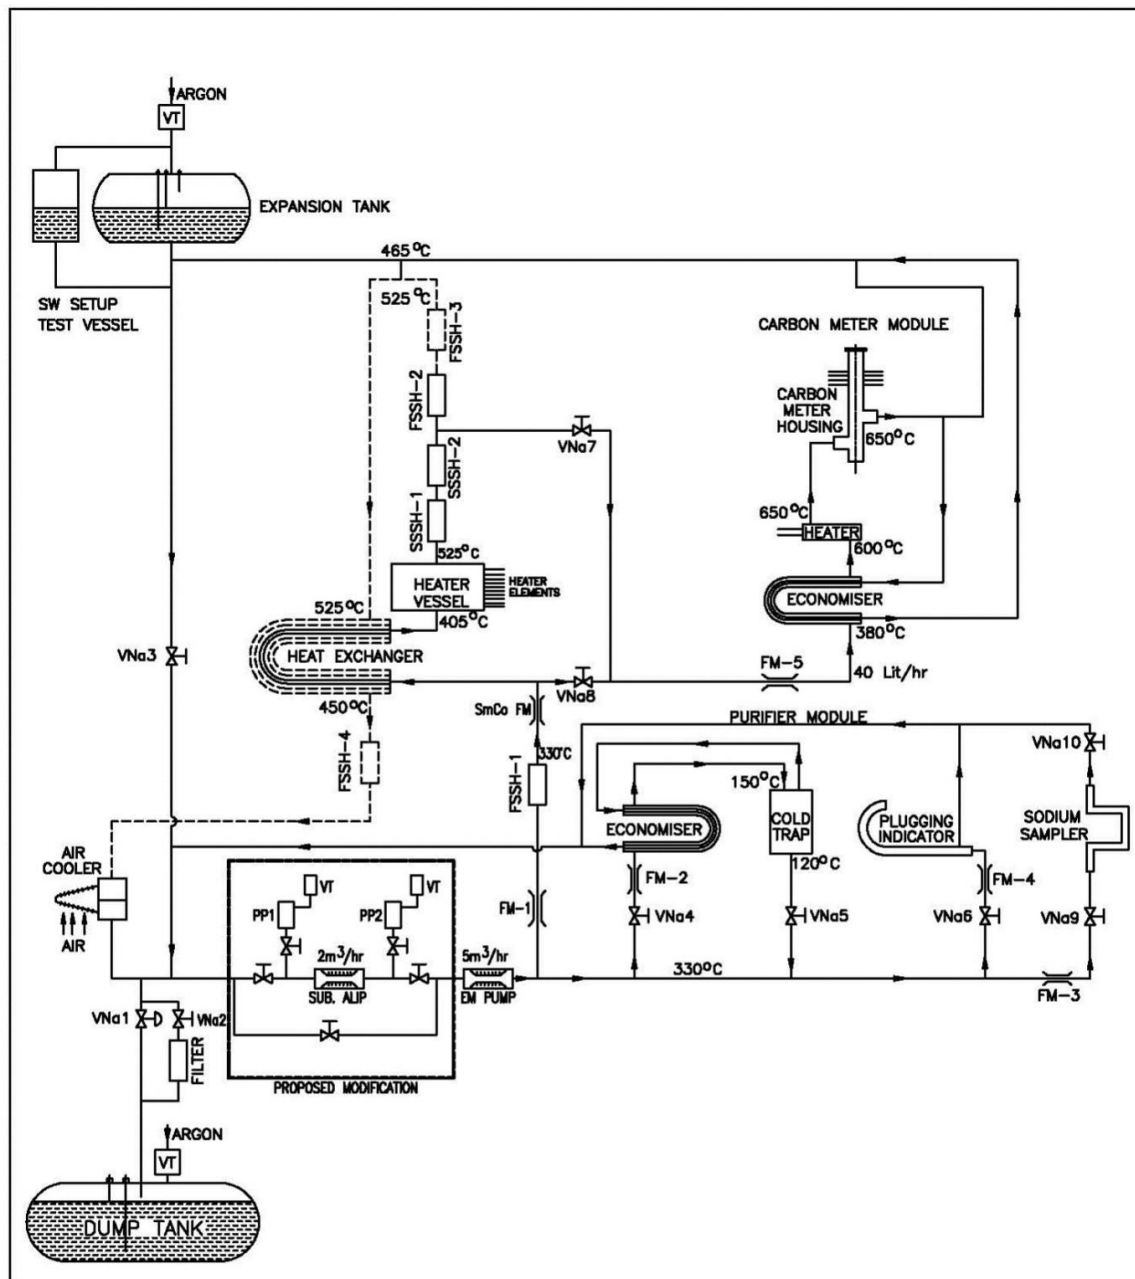 ARGON
VT
EXPANSION TANK
SW SETUP
TEST VESSEL
465°C
525°C
FSSH-3
FSSH-2
SSSH-2
SSSH-1
VNa7
CARBON METER MODULE
CARBON
METER
HOUSING
650°C
650°C
HEATER
600°C
525°C
HEATER
VESSEL
HEATER
ELEMENTS
405°C
ECONOMISER
380°C
525°C
HEAT EXCHANGER
450°C
VNa3
VNa8
FM-5
40 Lit/hr
SmCo FM
330°C
FSSH-1
FSSH-4
PURIFIER MODULE
VNa10
150°C
ECONOMISER
COLD
TRAP
120°C
PLUGGING
INDICATOR
SODIUM
SAMPLER
AIR
COOLER
AIR
FM-1
FM-2
FM-4
VNa4
VNa5
VNa6
VNa9
VT
VT
PP1
PP2
2m³/hr
SUB. ALIP
5m³/hr
EM PUMP
330°C
FM-3
VNa1
VNa2
FILTER
PROPOSED MODIFICATION
ARGON
VT
DUMP TANK